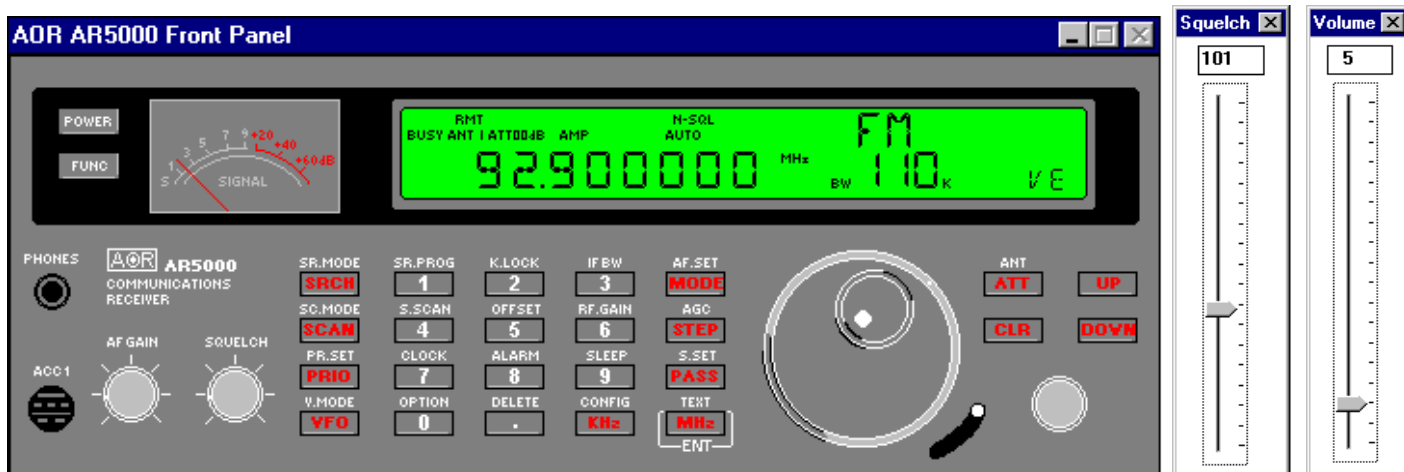 AOR AR5000 Front Panel
Squelch
Volume
101
5
POWER
FUNC
S 1 3 5 7 9 +20 +40 +60dB
SIGNAL
RMT N-SQL FM
BUSY ANT 1 ATT00dB AMP AUTO
92.900000 MHz BW 110 K VE
PHONES
AOR AR5000
COMMUNICATIONS
RECEIVER
AF GAIN SQUELCH
ACC1
SR.MODE SR.PROG K.LOCK IF BW AF.SET ANT
SRCH 1 2 3 MODE ATT UP
SC.MODE S.SCAN OFFSET RF.GAIN AGC
SCAN 4 5 6 STEP CLR DOWN
PR.SET CLOCK ALARM SLEEP S.SET
PRIO 7 8 9 PASS
V.MODE OPTION DELETE CONFIG TEXT
VFO 0 . KHz MHz
ENT